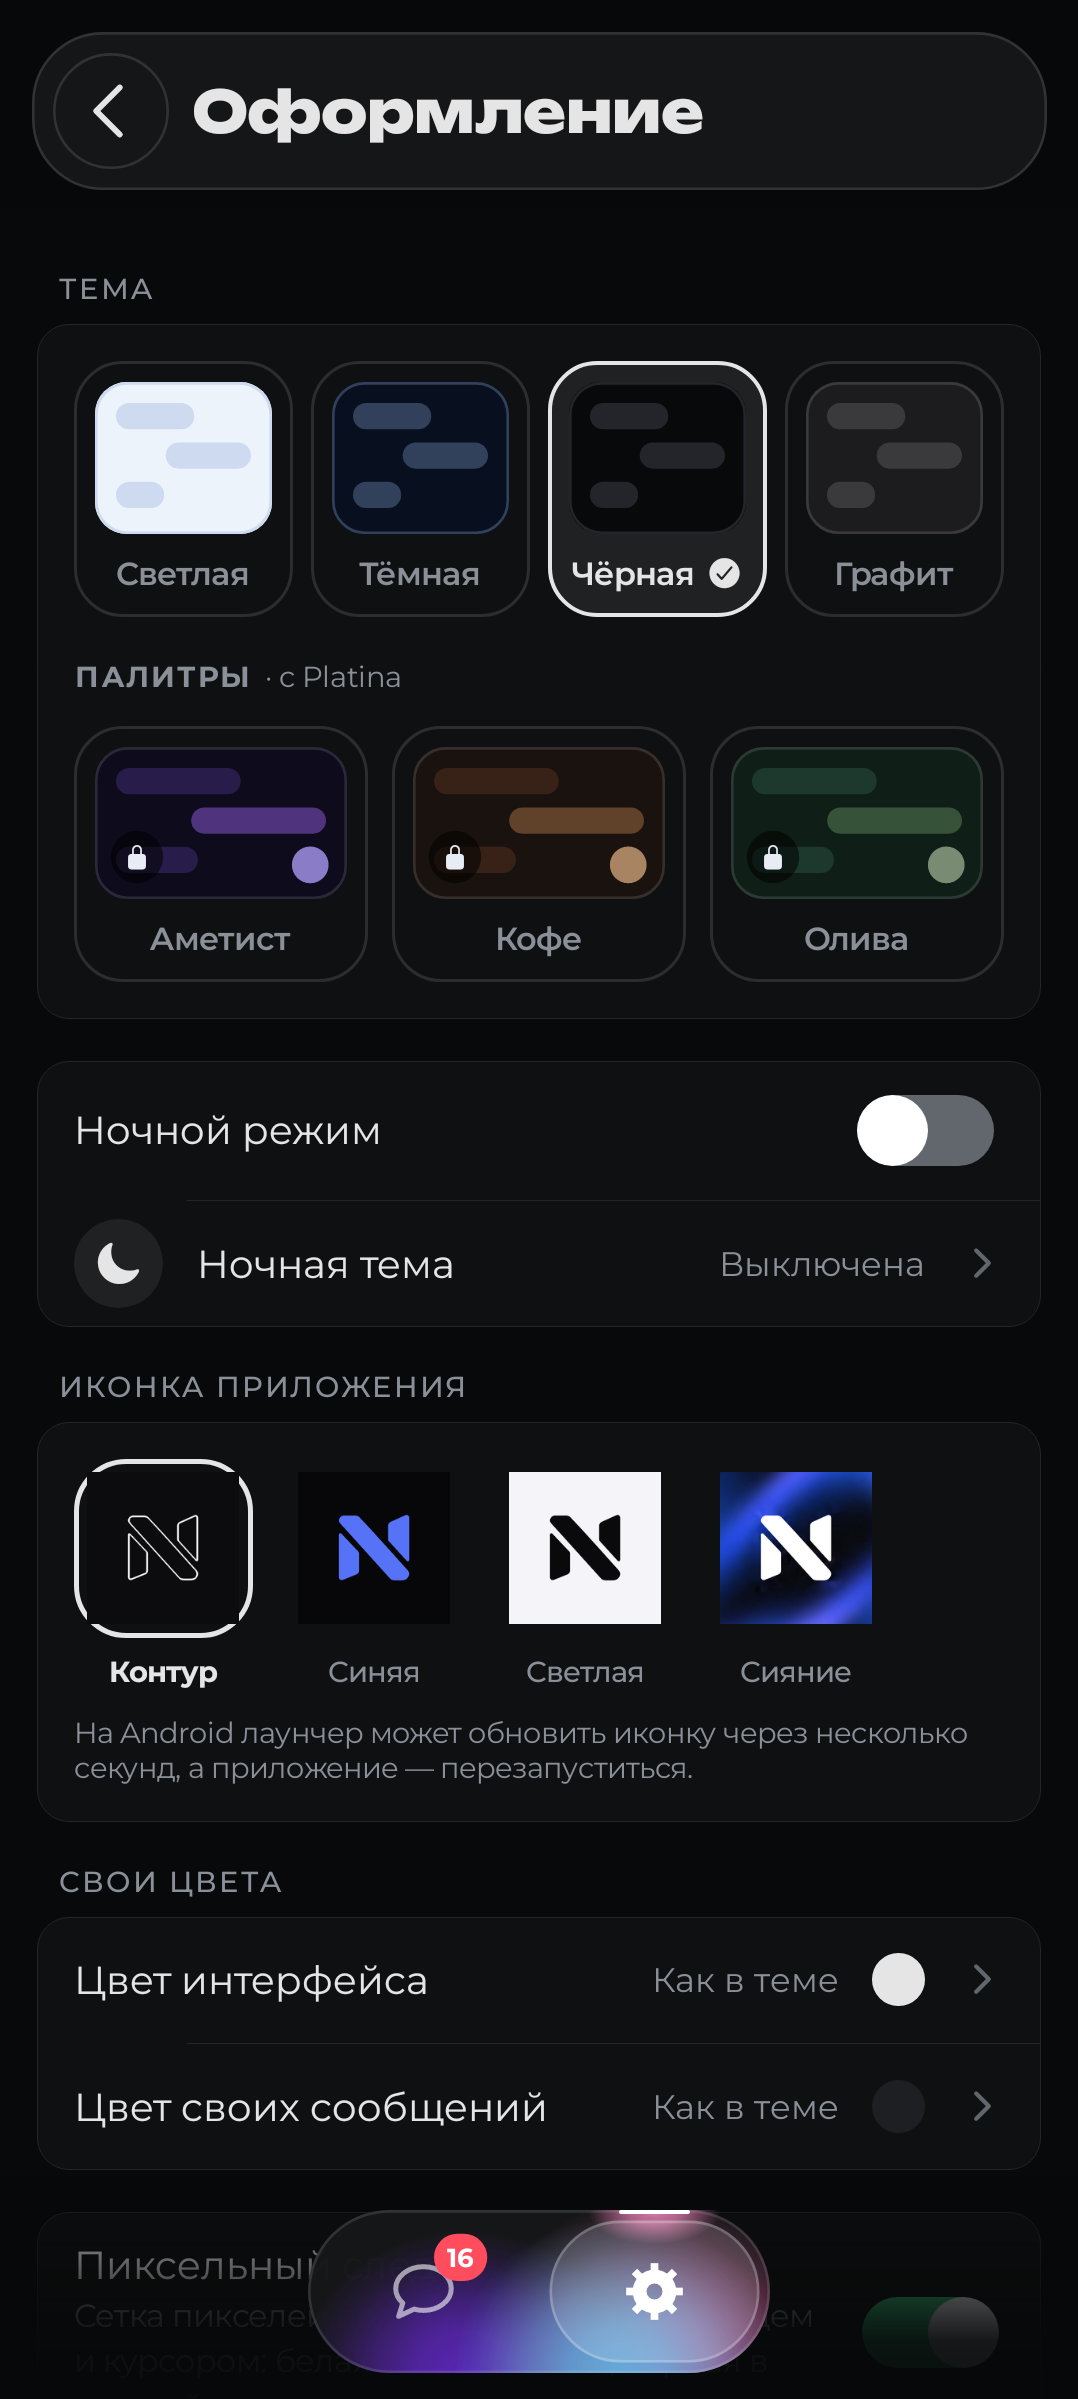 Оформление
ТЕМА
Светлая
Тёмная
Чёрная
Графит
ПАЛИТРЫ · с Platina
Аметист
Кофе
Олива
Ночной режим
Ночная тема
Выключена
ИКОНКА ПРИЛОЖЕНИЯ
Контур
Синяя
Светлая
Сияние
На Android лаунчер может обновить иконку через несколько
секунд, а приложение — перезапуститься.
СВОИ ЦВЕТА
Цвет интерфейса
Как в теме
Цвет своих сообщений
Как в теме
Пиксельный
Сетка
и курсором:
в
16